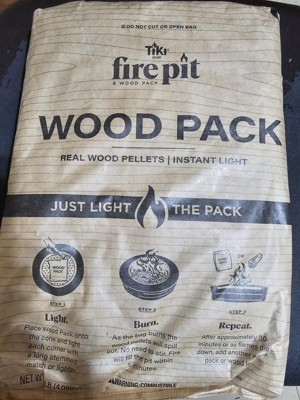 DO NOT CUT OR OPEN BAG
TIKI
BRAND
fire pit
& WOOD PACK
WOOD PACK
REAL WOOD PELLETS | INSTANT LIGHT
JUST LIGHT THE PACK
WOOD
PACK
STEP 1
Light.
Place Wood Pack onto
the cone and light
each corner with
a long stemmed
match or lighter.
STEP 2
Burn.
As the bag burns the
wood pellets will spill
out. No need to stir. Fire
will fill the pit within
minutes.
STEP 3
Repeat.
After approximately 30
minutes or as flames die
down, add another
pack or wood
NET W
WARNING: COMBUSTIBLE